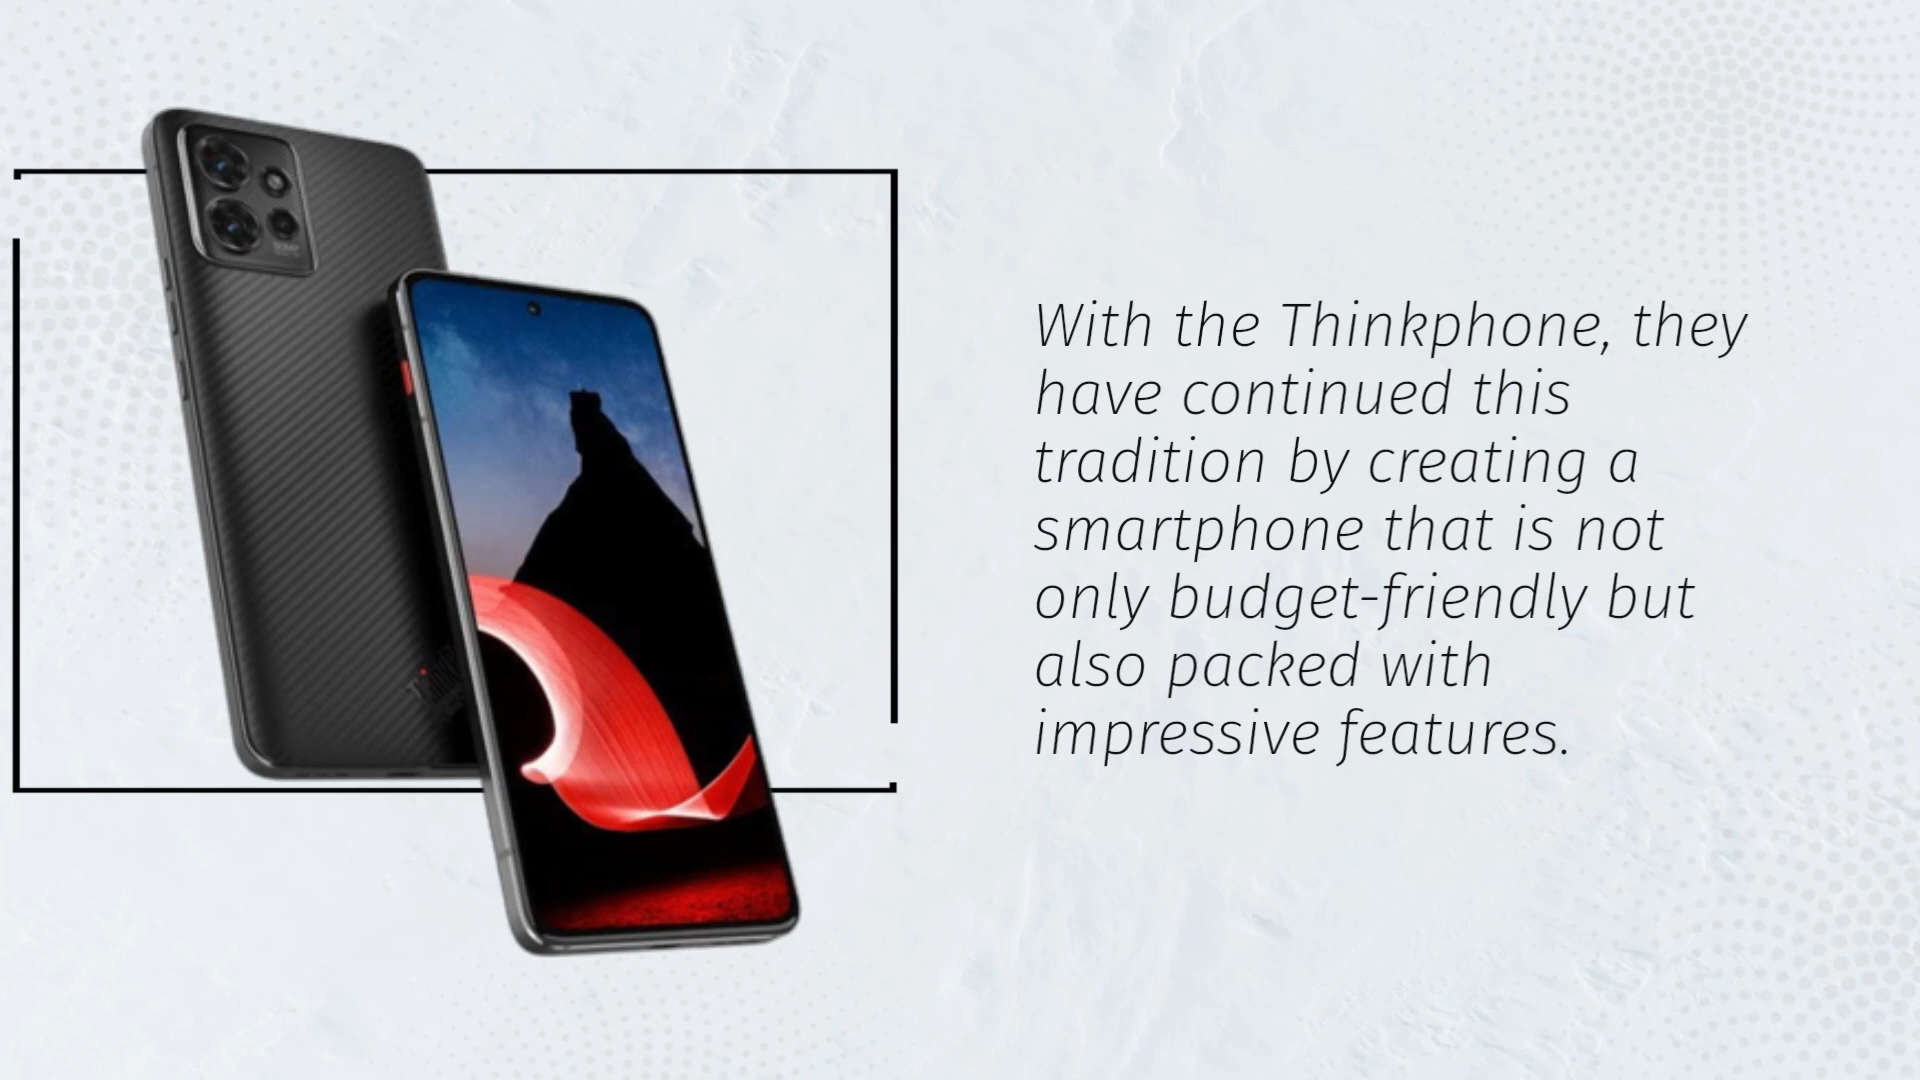 With the Thinkphone, they
have continued this
tradition by creating a
smartphone that is not
only budget-friendly but
also packed with
impressive features.